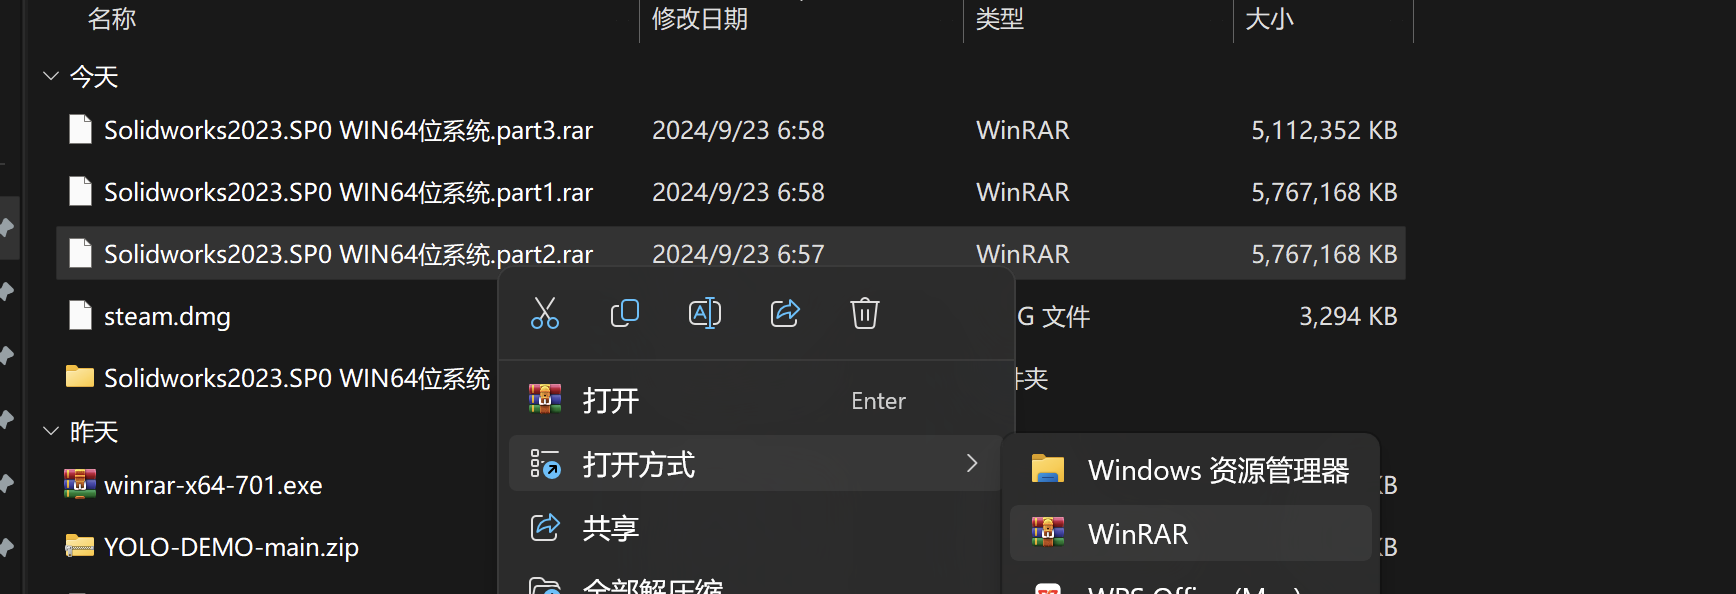 名称 修改日期 类型 大小
今天
Solidworks2023.SP0 WIN64位系统.part3.rar 2024/9/23 6:58 WinRAR 5,112,352 KB
Solidworks2023.SP0 WIN64位系统.part1.rar 2024/9/23 6:58 WinRAR 5,767,168 KB
Solidworks2023.SP0 WIN64位系统.part2.rar 2024/9/23 6:57 WinRAR 5,767,168 KB
steam.dmg G 文件 3,294 KB
Solidworks2023.SP0 WIN64位系统 件夹
昨天
winrar-x64-701.exe KB
YOLO-DEMO-main.zip KB
打开 Enter
打开方式
共享
全部解压缩
Windows 资源管理器
WinRAR
WPS Office